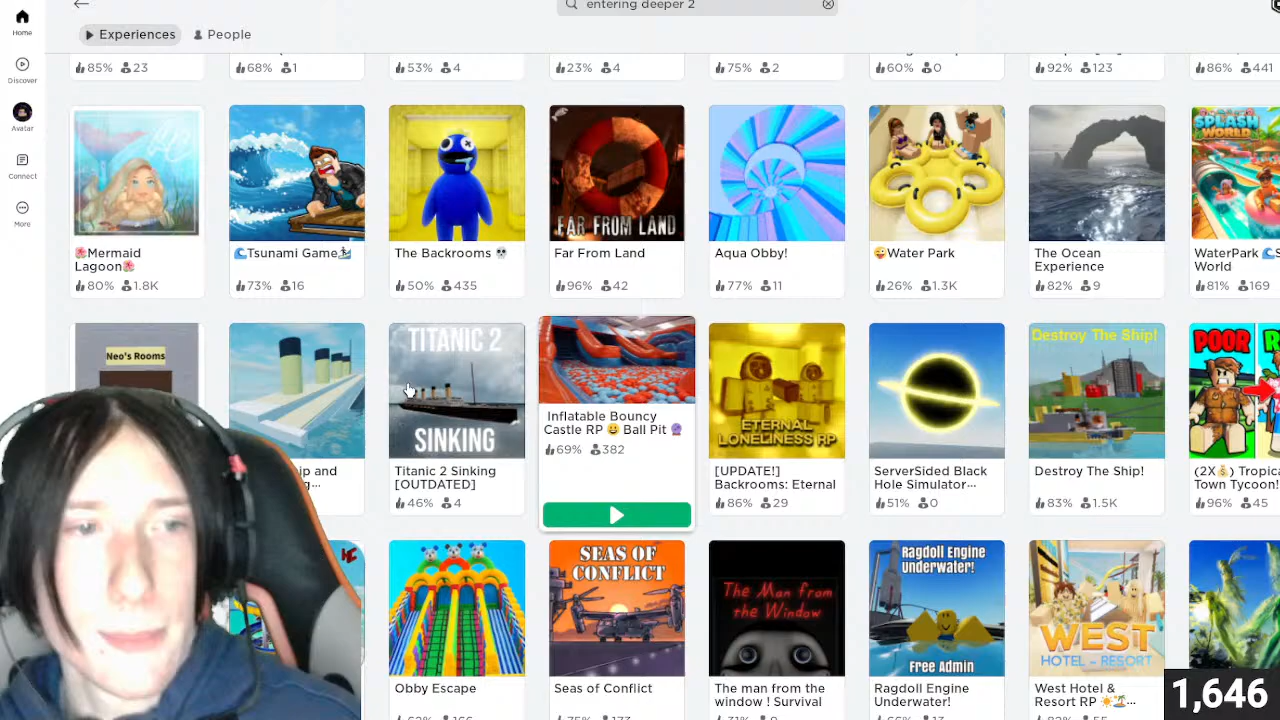 entering deeper 2
Home
Experiences
People
Discover
Avatar
Connect
More
85% 23
68% 1
53% 4
23% 4
75% 2
60% 0
92% 123
86% 441
FAR FROM LAND
SPLASH
WORLD
Mermaid
Lagoon
80% 1.8K
Tsunami Game
73% 16
The Backrooms
50% 435
Far From Land
96% 42
Aqua Obby!
77% 11
Water Park
26% 1.3K
The Ocean
Experience
82% 9
WaterPark
World
81% 169
Neo's Rooms
TITANIC 2
SINKING
ETERNAL
LONELINESS RP
Destroy The Ship!
POOR
ip and
g...
Titanic 2 Sinking
[OUTDATED]
46% 4
Inflatable Bouncy
Castle RP Ball Pit
69% 382
[UPDATE!]
Backrooms: Eternal
86% 29
ServerSided Black
Hole Simulator...
51% 0
Destroy The Ship!
83% 1.5K
(2X Tropica
Town Tycoon!
96% 45
SEAS OF
CONFLICT
The Man from
the Window
Ragdoll Engine
Underwater!
Free Admin
WEST
HOTEL - RESORT
Obby Escape
62% 166
Seas of Conflict
75% 173
The man from the
window ! Survival
Ragdoll Engine
Underwater!
West Hotel &
Resort RP ...
1,646